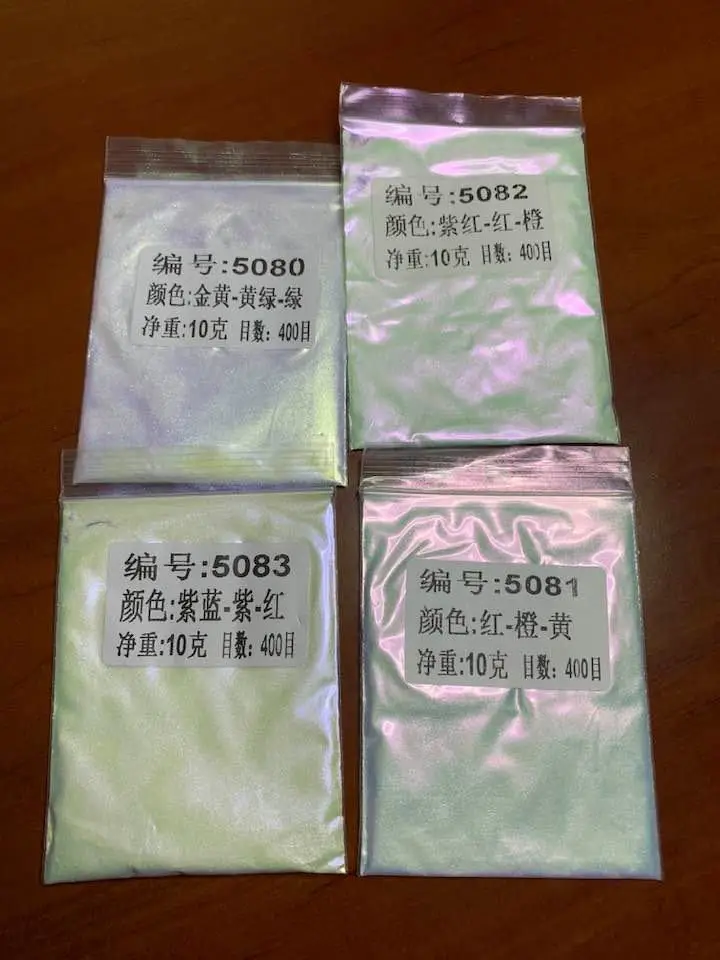 编号:5080
颜色:金黄-黄绿-绿
净重:10克 目数: 400目
编号:5082
颜色:紫红-红-橙
净重:10克 目数: 400目
编号:5083
颜色:紫蓝-紫-红
净重:10克 目数: 400目
编号:5081
颜色:红-橙-黄
净重:10克 目数: 400目